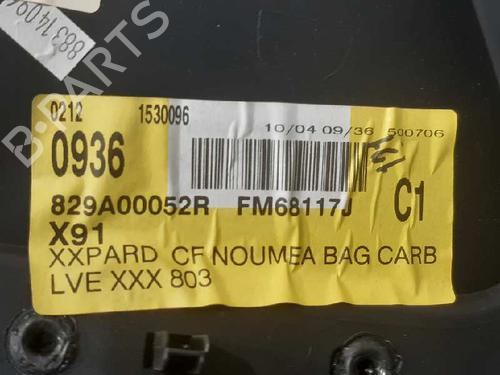 B-PARTS
0212 1530096
10/04 09/36 500706
0936
829A00052R FM68117J C1
X91
XXPARD CF NOUMEA BAG CARB
LVE XXX 803